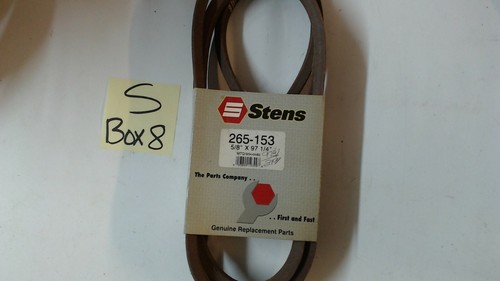 S
Box 8
Stens
265-153
5/8" X 97 1/4"
The Parts Company . . .
. . First and Fast
Genuine Replacement Parts